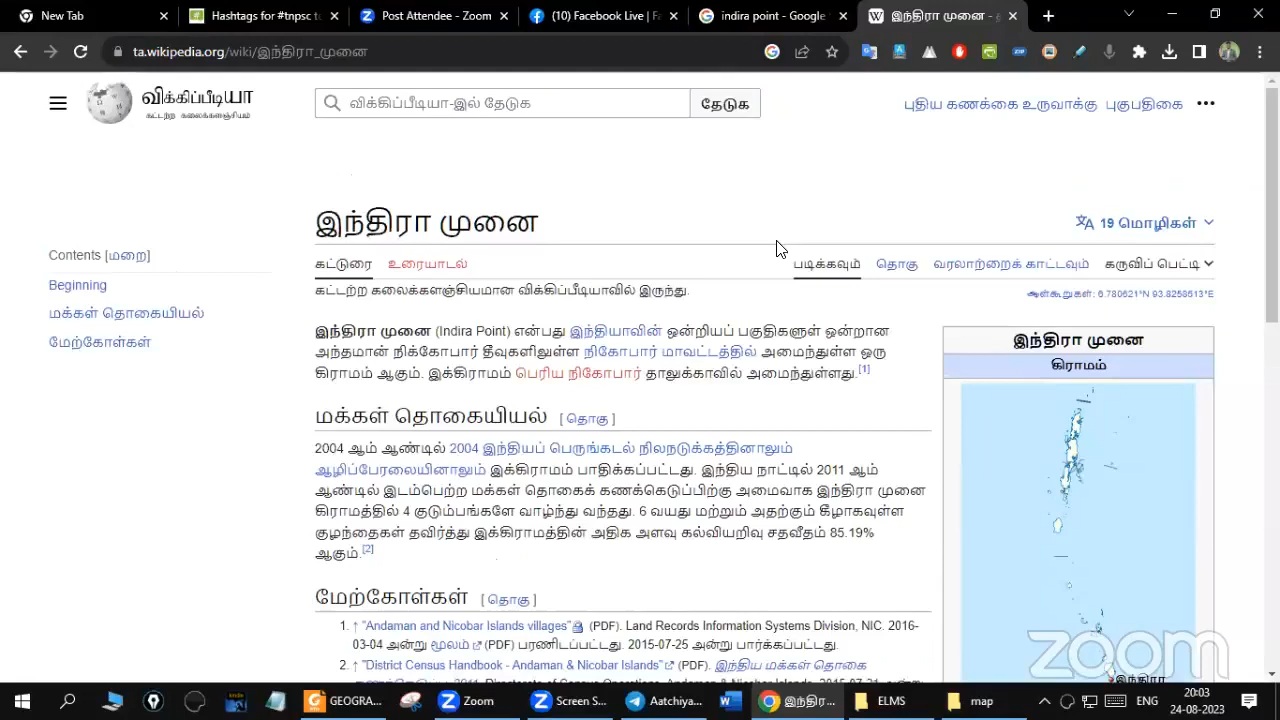 New Tab
Hashtags for #tnpsc tu
Post Attendee - Zoom
(10) Facebook Live | Fa
indira point - Google
இந்திரா முனை - த
ta.wikipedia.org/wiki/இந்திரா_முனை
விக்கிப்பீடியா
கட்டற்ற கலைக்களஞ்சியம்
விக்கிப்பீடியா-இல் தேடுக
தேடுக
புதிய கணக்கை உருவாக்கு
புகுபதிகை
இந்திரா முனை
19 மொழிகள்
Contents [மறை]
Beginning
மக்கள் தொகையியல்
மேற்கோள்கள்
கட்டுரை
உரையாடல்
படிக்கவும்
தொகு
வரலாற்றைக் காட்டவும்
கருவிப் பெட்டி
கட்டற்ற கலைக்களஞ்சியமான விக்கிப்பீடியாவில் இருந்து.
ஆள்கூறுகள்: 6.780621°N 93.8258513°E
இந்திரா முனை (Indira Point) என்பது இந்தியாவின் ஒன்றியப் பகுதிகளுள் ஒன்றான
அந்தமான் நிக்கோபார் தீவுகளிலுள்ள நிகோபார் மாவட்டத்தில் அமைந்துள்ள ஒரு
கிராமம் ஆகும். இக்கிராமம் பெரிய நிகோபார் தாலுக்காவில் அமைந்துள்ளது.[1]
மக்கள் தொகையியல் [ தொகு ]
2004 ஆம் ஆண்டில் 2004 இந்தியப் பெருங்கடல் நிலநடுக்கத்தினாலும்
ஆழிப்பேரலையினாலும் இக்கிராமம் பாதிக்கப்பட்டது. இந்திய நாட்டில் 2011 ஆம்
ஆண்டில் இடம்பெற்ற மக்கள் தொகைக் கணக்கெடுப்பிற்கு அமைவாக இந்திரா முனை
கிராமத்தில் 4 குடும்பங்களே வாழ்ந்து வந்தது. 6 வயது மற்றும் அதற்கும் கீழாகவுள்ள
குழந்தைகள் தவிர்த்து இக்கிராமத்தின் அதிக அளவு கல்வியறிவு சதவீதம் 85.19%
ஆகும்.[2]
மேற்கோள்கள் [ தொகு ]
1. ↑ "Andaman and Nicobar Islands villages" (PDF). Land Records Information Systems Division, NIC. 2016-
03-04 அன்று மூலம் (PDF) பரணிடப்பட்டது. 2015-07-25 அன்று பார்க்கப்பட்டது.
2. ↑ "District Census Handbook - Andaman & Nicobar Islands" (PDF). இந்திய மக்கள் தொகை
இந்திரா முனை
கிராமம்
இந்திரா
zoom
GEOGRA...
Zoom
Screen S...
Aatchiya...
இந்திரா...
ELMS
map
ENG
20:03
24-08-2023